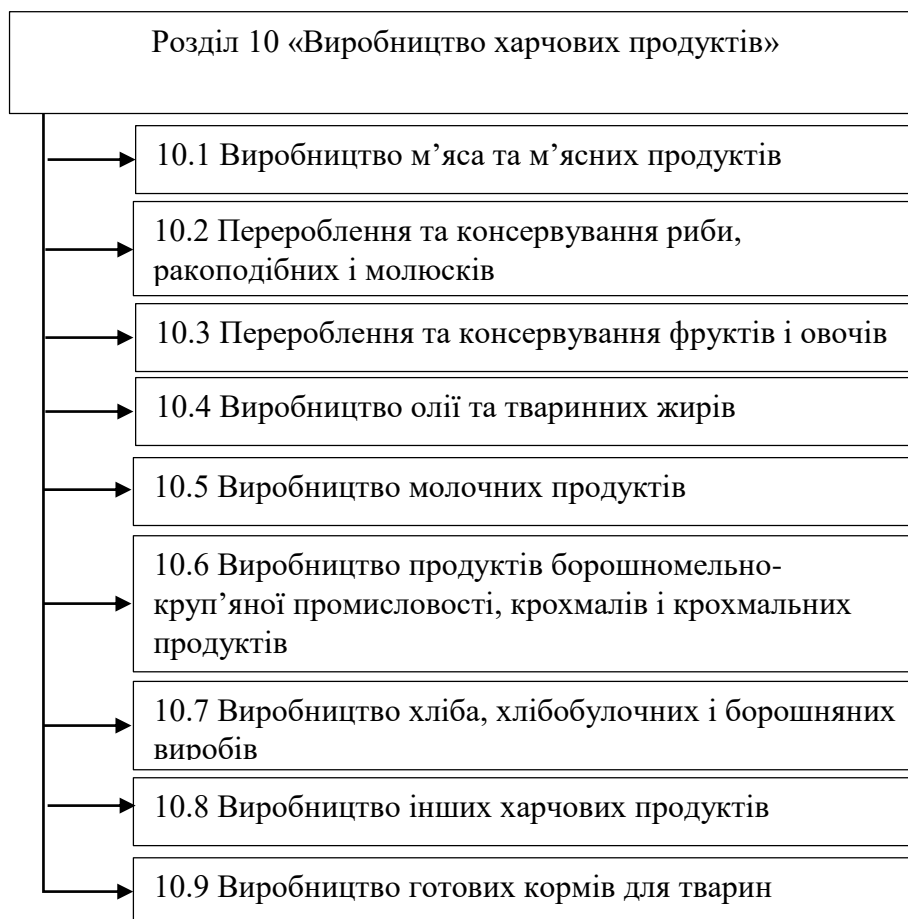 Розділ 10 «Виробництво харчових продуктів»
10.1 Виробництво м’яса та м’ясних продуктів
10.2 Перероблення та консервування риби,
ракоподібних і молюсків
10.3 Перероблення та консервування фруктів і овочів
10.4 Виробництво олії та тваринних жирів
10.5 Виробництво молочних продуктів
10.6 Виробництво продуктів борошномельно-
круп’яної промисловості, крохмалів і крохмальних
продуктів
10.7 Виробництво хліба, хлібобулочних і борошняних
виробів
10.8 Виробництво інших харчових продуктів
10.9 Виробництво готових кормів для тварин